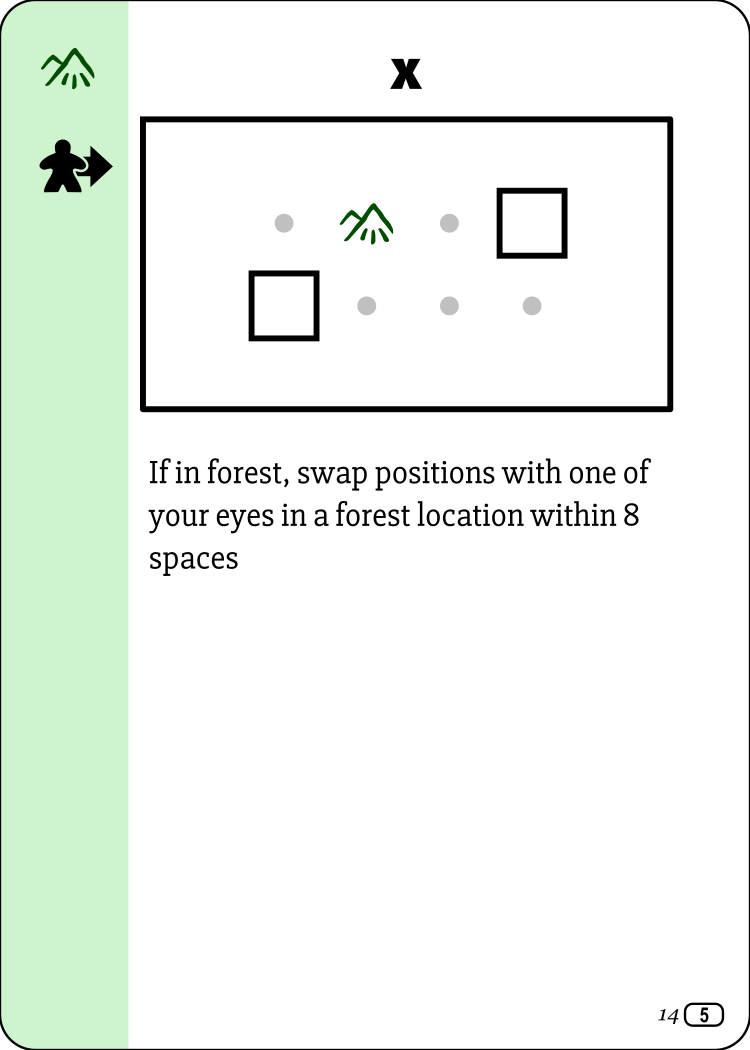 X
If in forest, swap positions with one of
your eyes in a forest location within 8
spaces
14 5